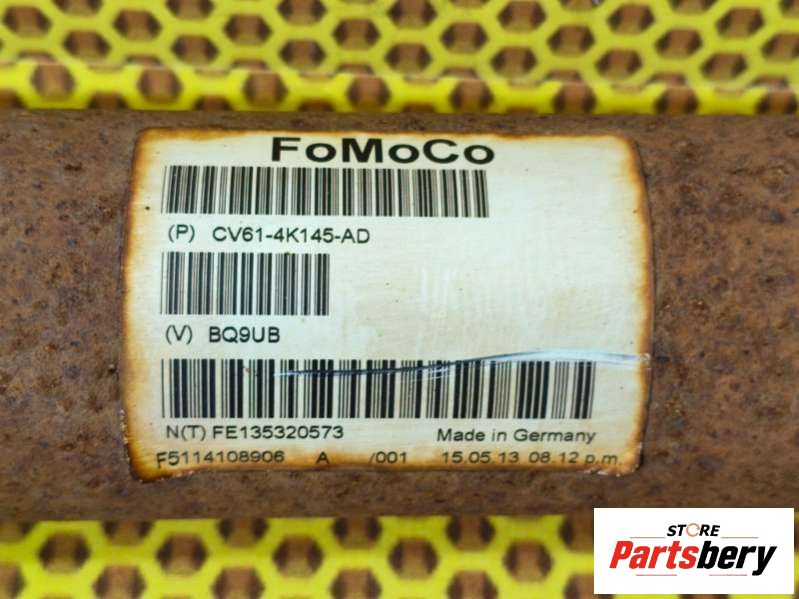 FoMoCo
(P) CV61-4K145-AD
(V) BQ9UB
N(T) FE135320573 Made in Germany
F5114108906 A /001 15.05.13 08.12 p.m.
STORE
Partsbery